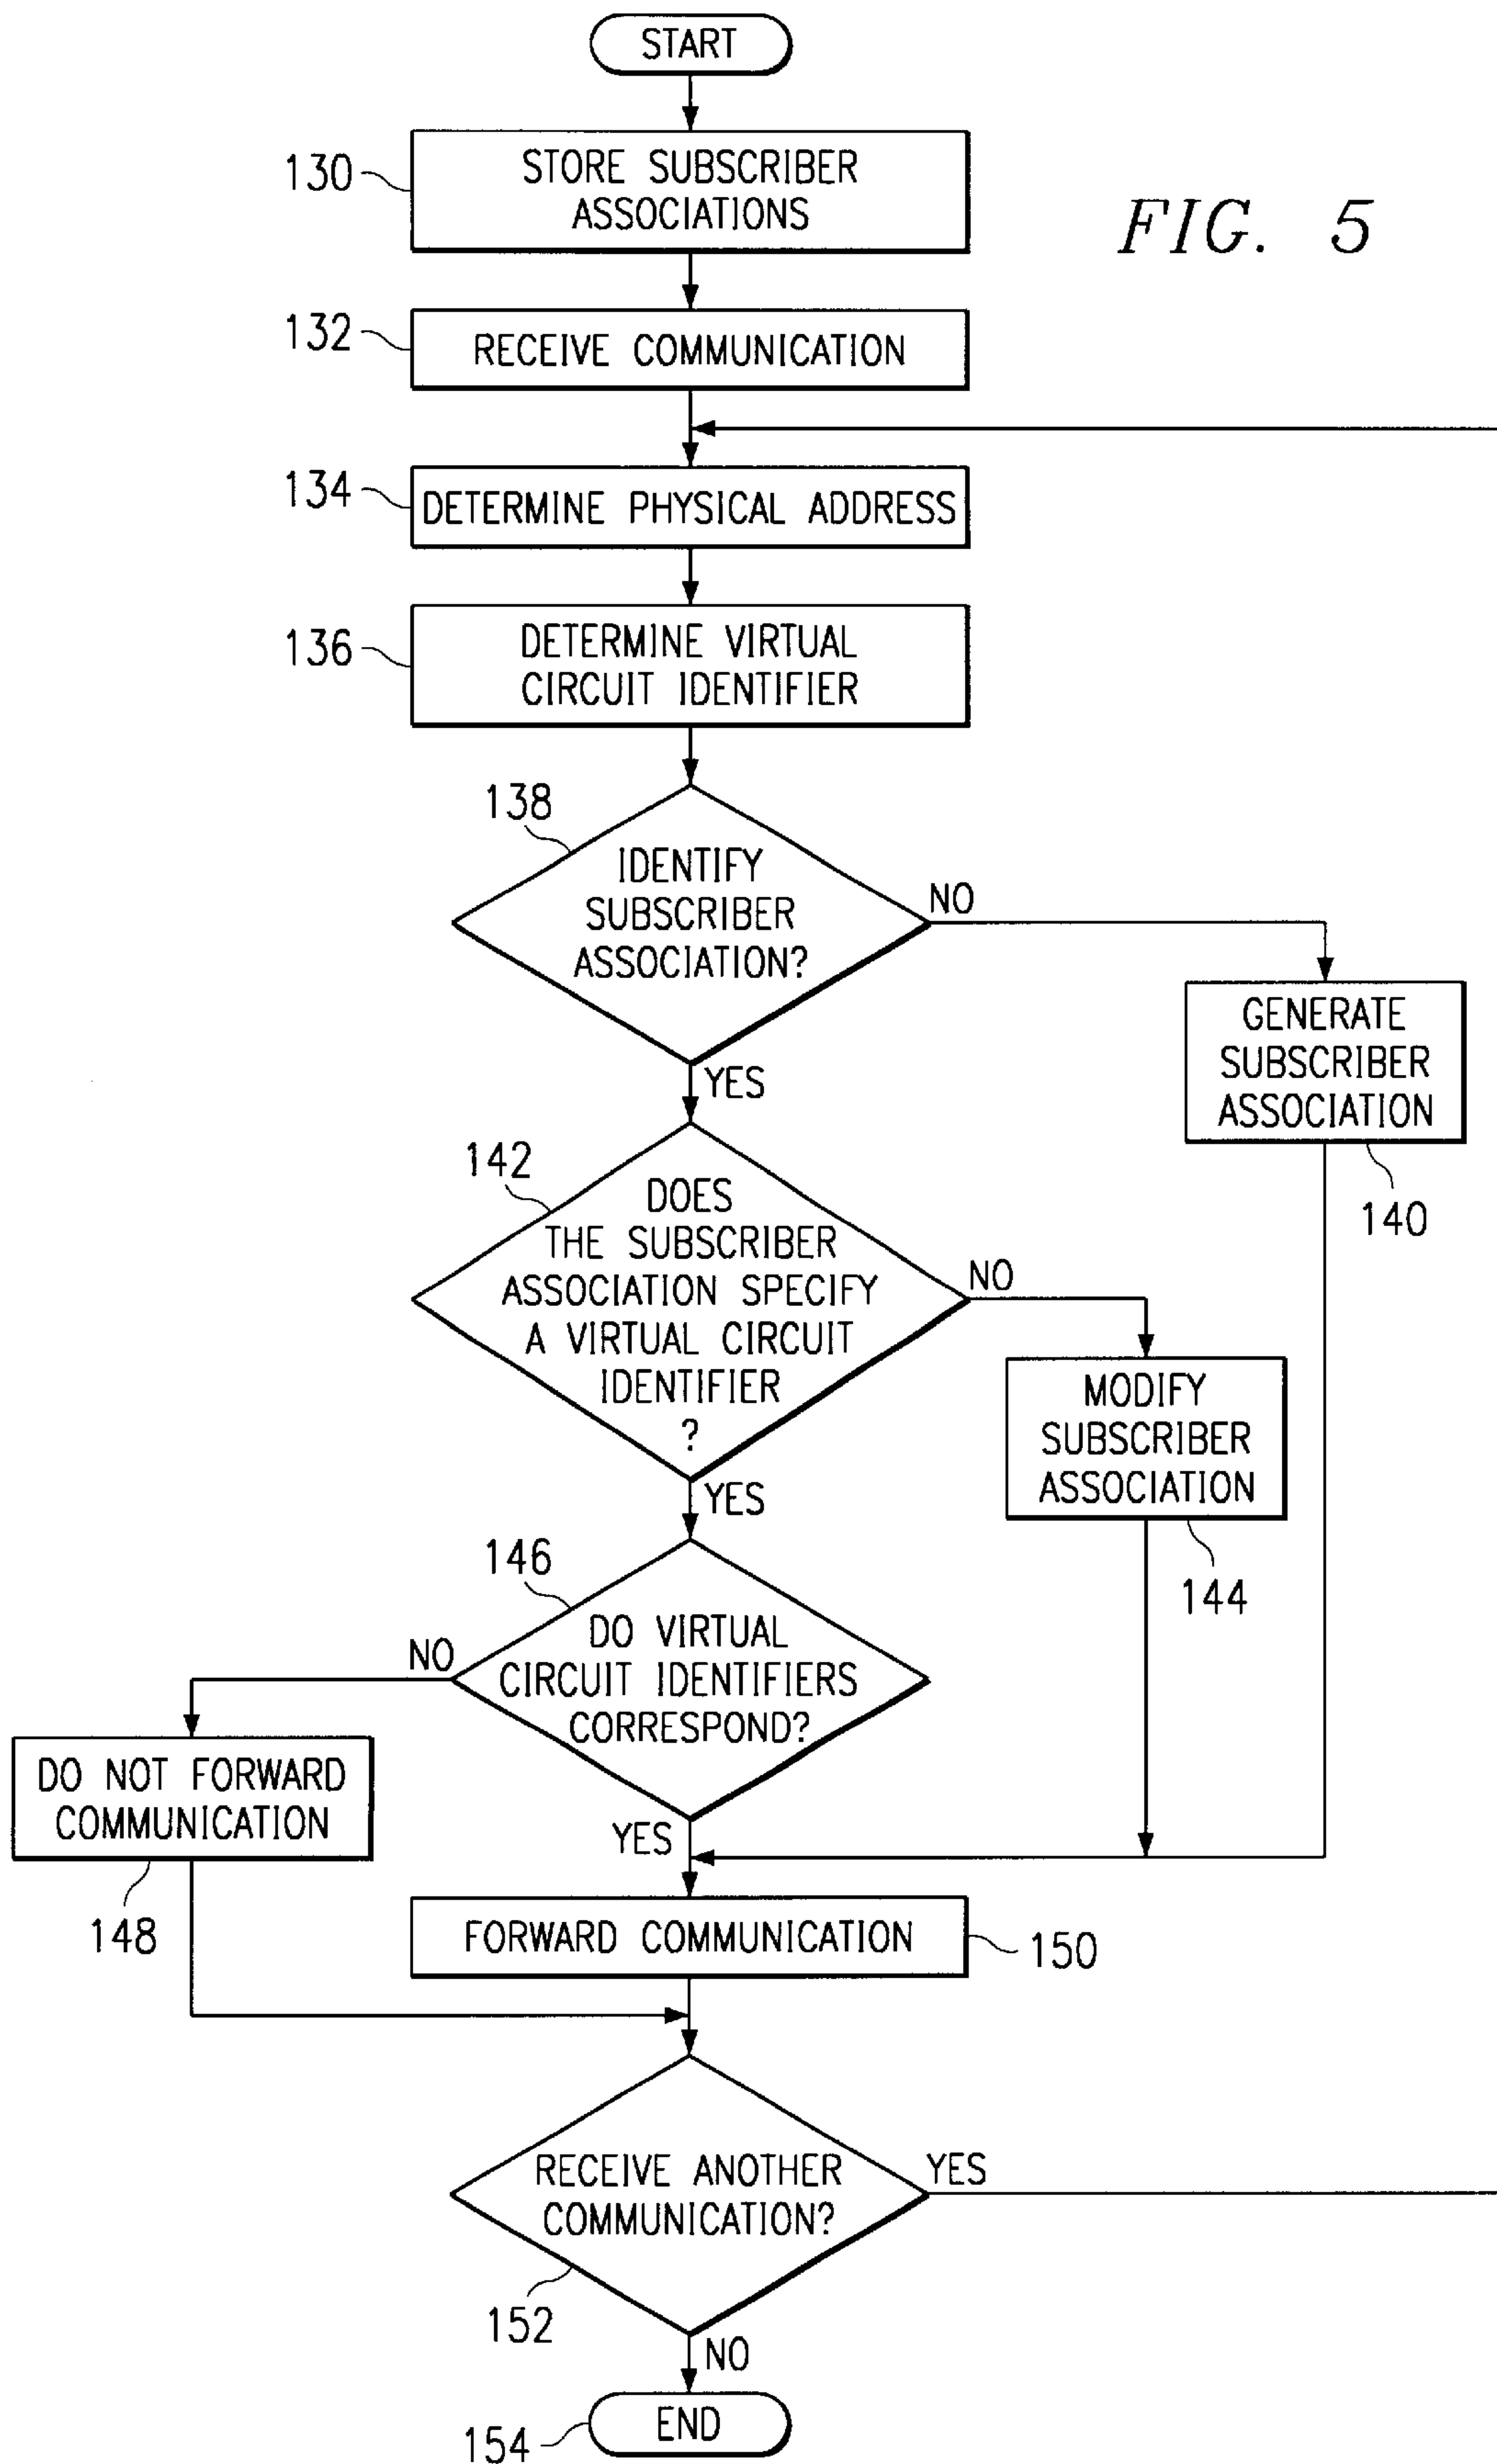 START
130
STORE SUBSCRIBER
ASSOCIATIONS
FIG. 5
132
RECEIVE COMMUNICATION
134
DETERMINE PHYSICAL ADDRESS
136
DETERMINE VIRTUAL
CIRCUIT IDENTIFIER
138
IDENTIFY
SUBSCRIBER
ASSOCIATION?
NO
YES
GENERATE
SUBSCRIBER
ASSOCIATION
140
142
DOES
THE SUBSCRIBER
ASSOCIATION SPECIFY
A VIRTUAL CIRCUIT
IDENTIFIER
?
NO
YES
MODIFY
SUBSCRIBER
ASSOCIATION
144
146
DO VIRTUAL
CIRCUIT IDENTIFIERS
CORRESPOND?
NO
YES
DO NOT FORWARD
COMMUNICATION
148
FORWARD COMMUNICATION
150
RECEIVE ANOTHER
COMMUNICATION?
YES
152
NO
END
154